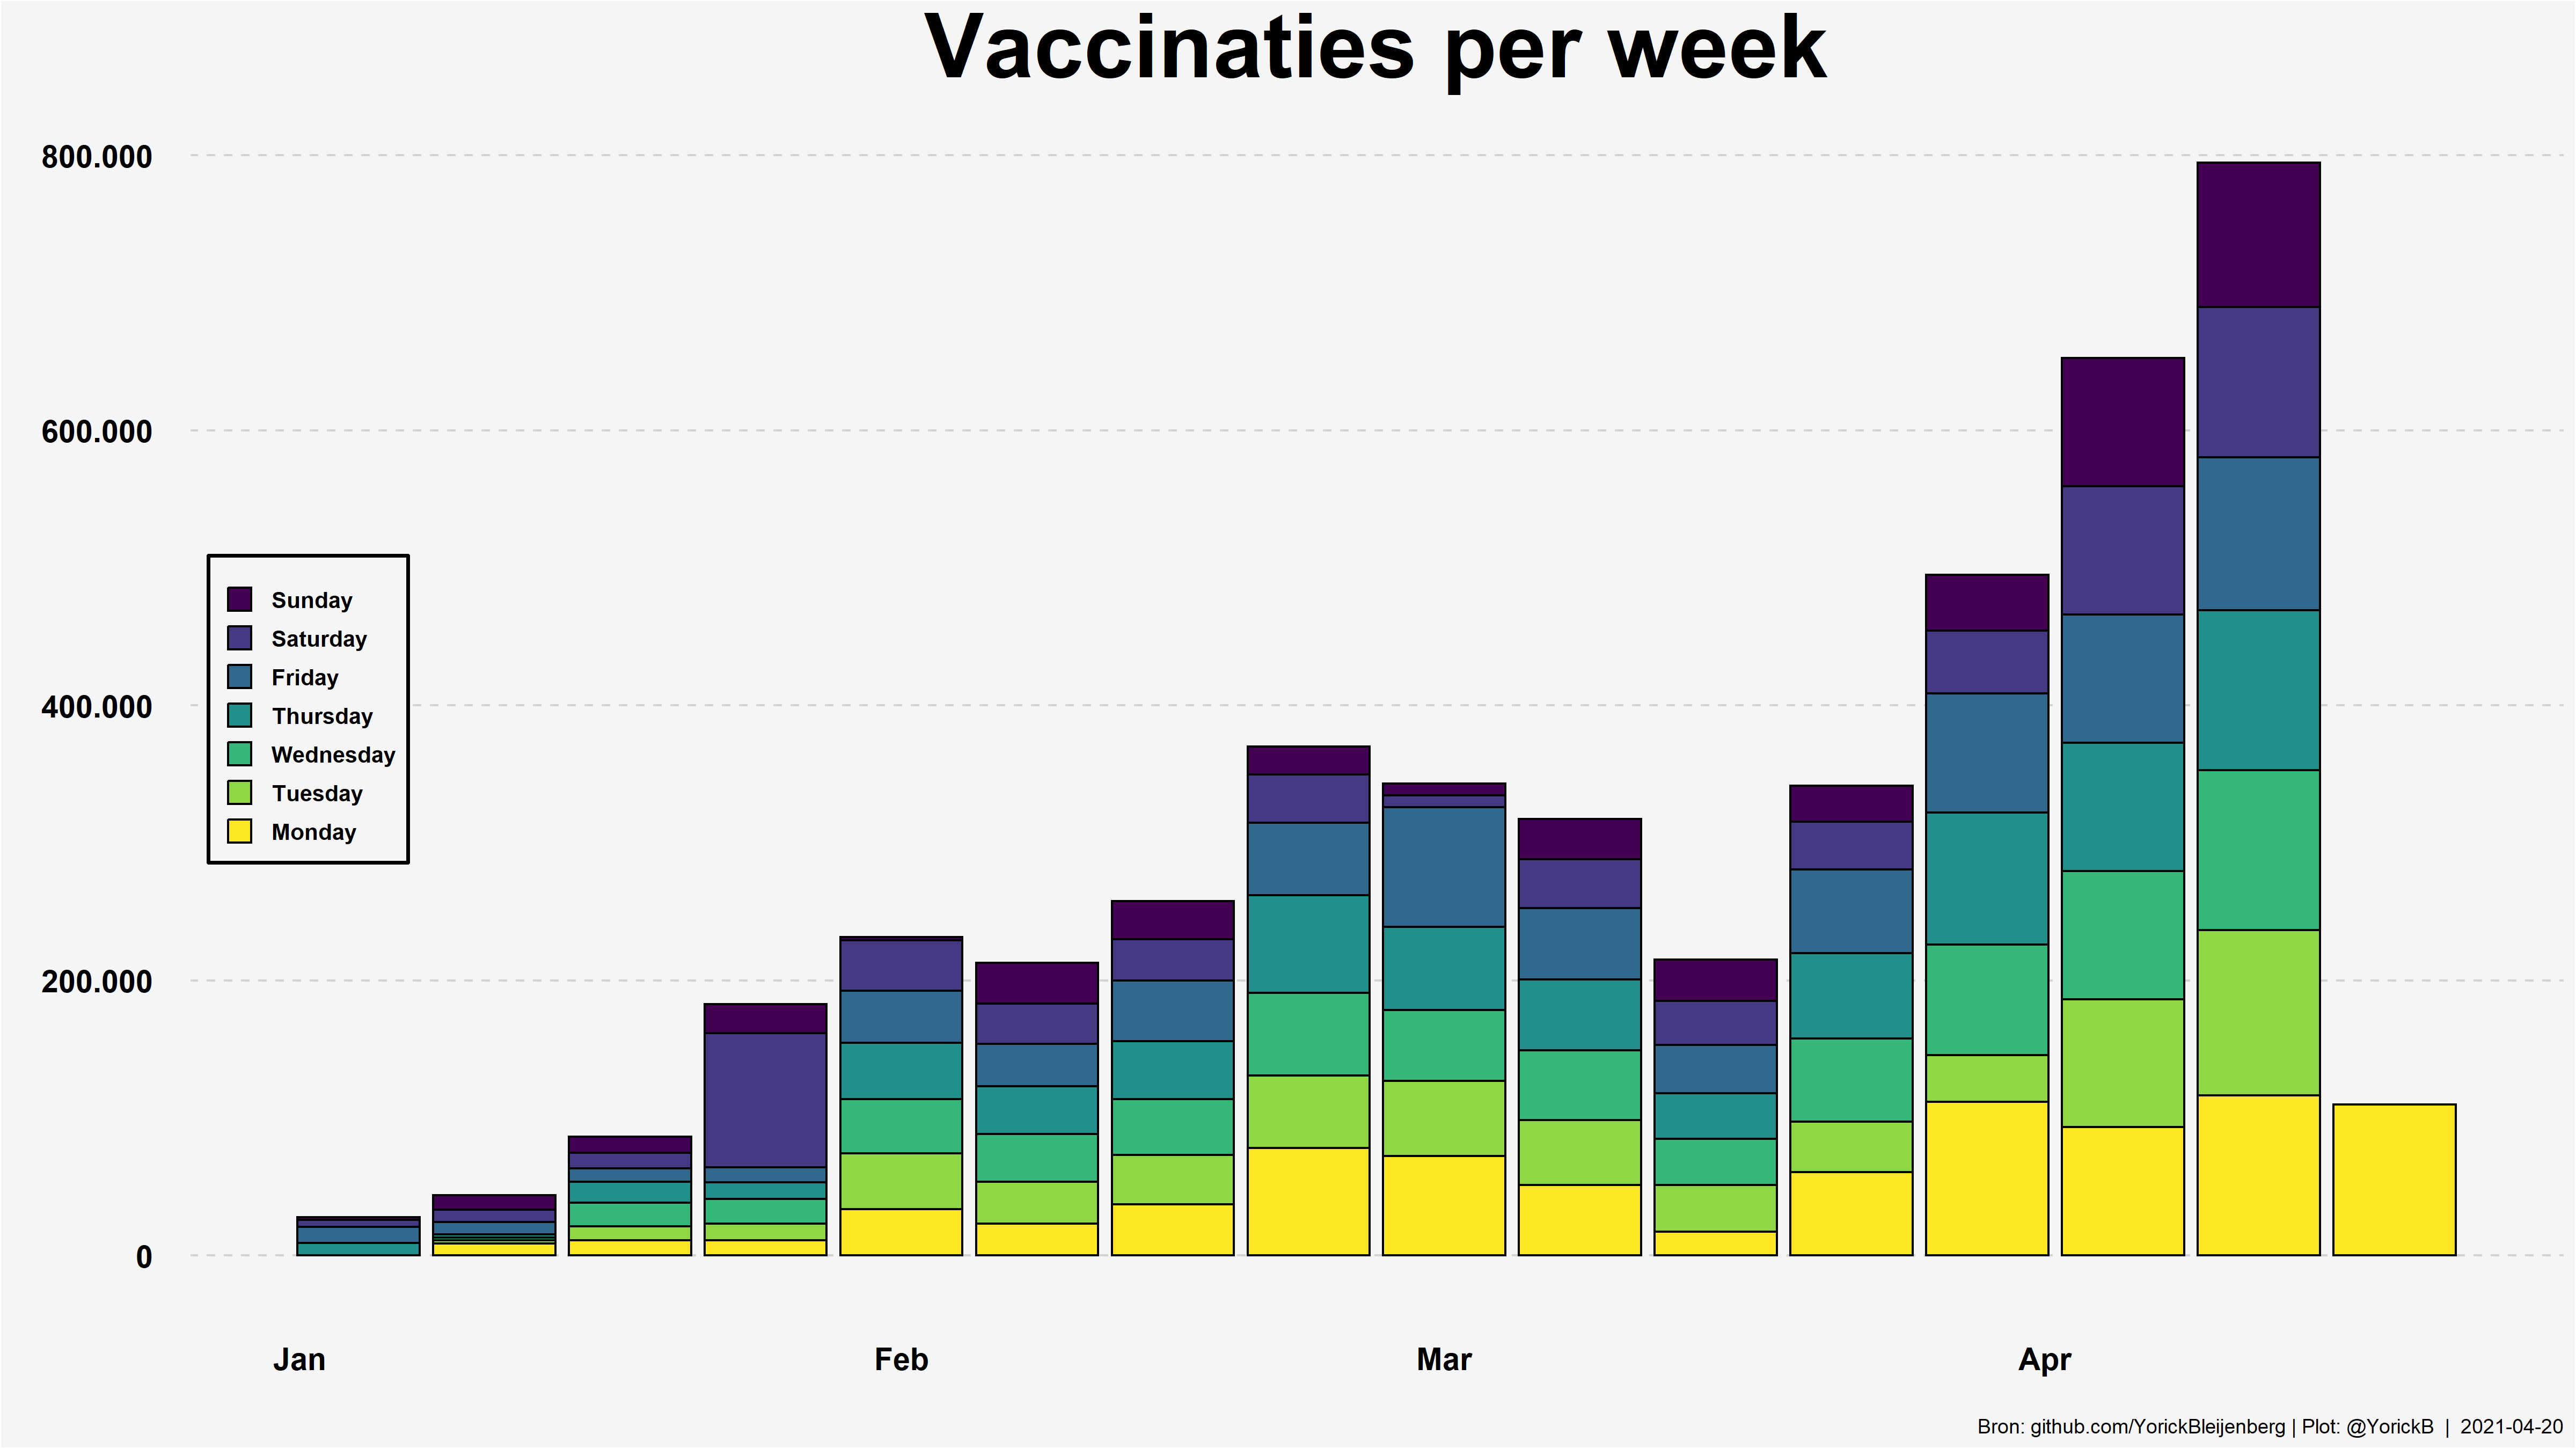 Vaccinaties per week
800.000
600.000
400.000
200.000
0
Sunday
Saturday
Friday
Thursday
Wednesday
Tuesday
Monday
Jan Feb Mar Apr
Bron: github.com/YorickBleijenberg | Plot: @YorickB | 2021-04-20